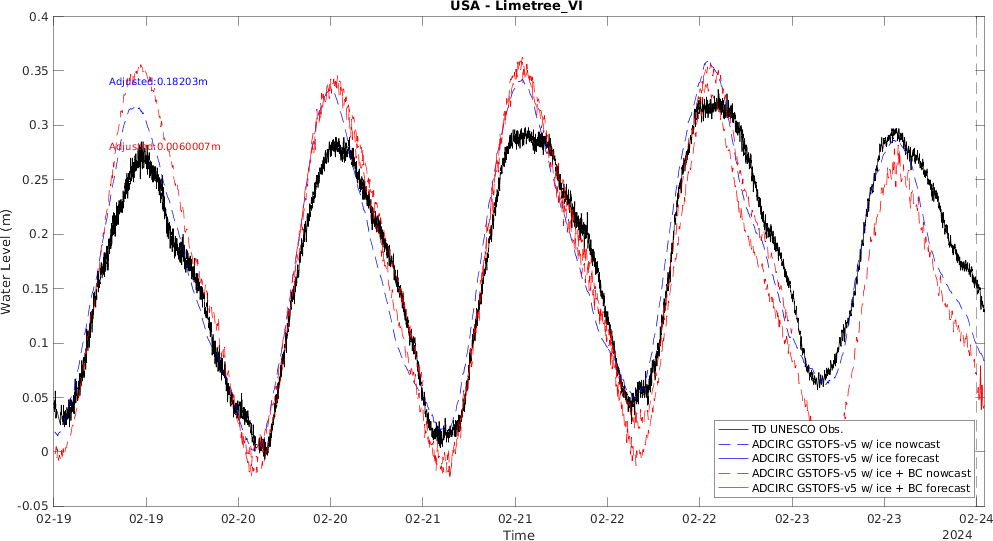 USA - Limetree_VI
0.4
0.35
0.3
0.25
0.2
0.15
0.1
0.05
0
-0.05
Water Level (m)
Adjusted:0.18203m
Adjusted:0.0060007m
TD UNESCO Obs.
ADCIRC GSTOFS-v5 w/ ice nowcast
ADCIRC GSTOFS-v5 w/ ice forecast
ADCIRC GSTOFS-v5 w/ ice + BC nowcast
ADCIRC GSTOFS-v5 w/ ice + BC forecast
02-19 02-19 02-20 02-20 02-21 02-21 02-22 02-22 02-23 02-23 02-24
Time
2024